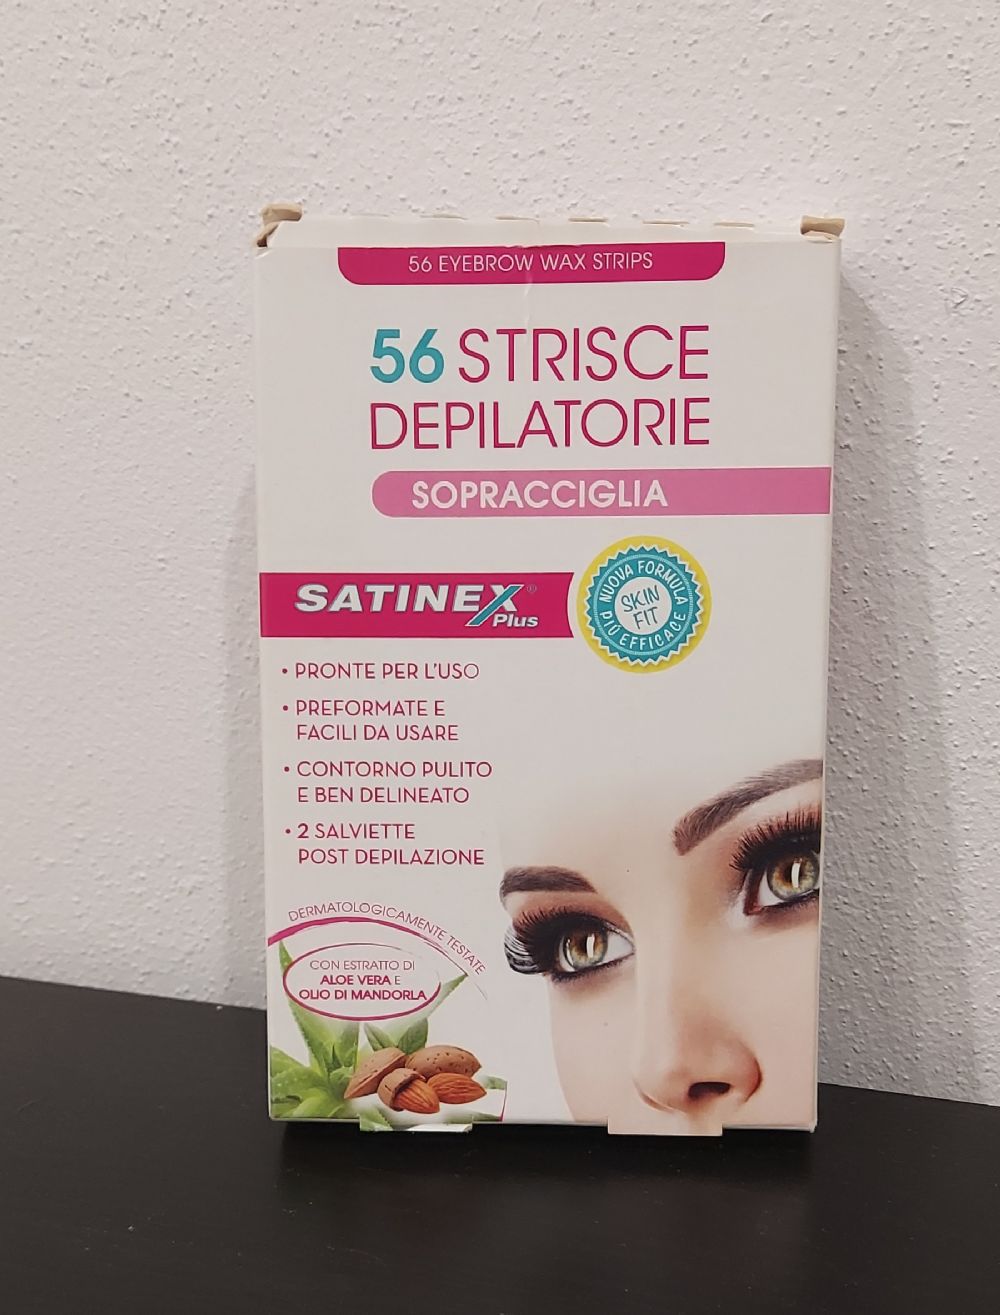 56 EYEBROW WAX STRIPS
56 STRISCE
DEPILATORIE
SOPRACCIGLIA
SATINEX®
Plus
NUOVA FORMULA
SKIN
FIT
PIÙ EFFICACE
• PRONTE PER L'USO
• PREFORMATE E
FACILI DA USARE
• CONTORNO PULITO
E BEN DELINEATO
• 2 SALVIETTE
POST DEPILAZIONE
DERMATOLOGICAMENTE TESTATE
CON ESTRATTO DI
ALOE VERA E
OLIO DI MANDORLA